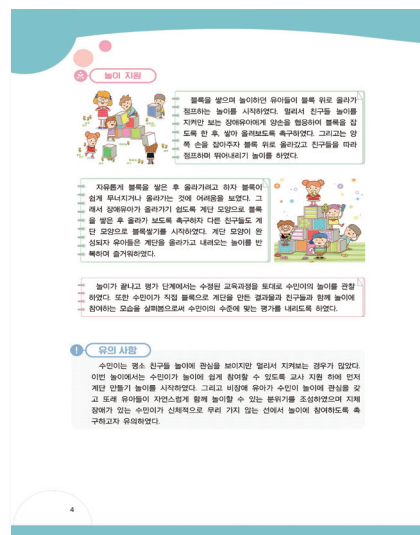 놀이 지원
블록을 쌓으며 놀이하던 유아들이 블록 위로 올라가
점프하는 놀이를 시작하였다. 멀리서 친구들 놀이를
지켜만 보는 장애유아에게 양손을 협응하여 블록을 잡
도록 한 후, 쌓아 올려보도록 촉구하였다. 그리고는 양
쪽 손을 잡아주자 블록 위로 올라갔고 친구들을 따라
점프하며 뛰어내리기 놀이를 하였다.
자유롭게 블록을 쌓은 후 올라가려고 하자 블록이
쉽게 무너지거나 올라가는 것에 어려움을 보였다. 그
래서 장애유아가 올라가기 쉽도록 계단 모양으로 블록
을 쌓은 후 올라가 보도록 촉구하자 다른 친구들도 계
단 모양으로 블록쌓기를 시작하였다. 계단 모양이 완
성되자 유아들은 계단을 올라가고 내려오는 놀이를 반
복하며 즐거워하였다.
놀이가 끝나고 평가 단계에서는 수정된 교육과정을 토대로 수민이의 놀이를 관찰
하였다. 또한 수민이가 직접 블록으로 계단을 만든 결과물과 친구들과 함께 놀이에
참여하는 모습을 살펴봄으로써 수민이의 수준에 맞는 평가를 내리도록 하였다.
! 유의 사항
수민이는 평소 친구들 놀이에 관심을 보이지만 멀리서 지켜보는 경우가 많았다.
이번 놀이에서는 수민이가 놀이에 쉽게 참여할 수 있도록 교사 지원 하에 먼저
계단 만들기 놀이를 시작하였다. 그리고 비장애 유아가 수민이 놀이에 관심을 갖
고 또래 유아들이 자연스럽게 함께 놀이할 수 있는 분위기를 조성하였으며 지체
장애가 있는 수민이가 신체적으로 무리 가지 않는 선에서 놀이에 참여하도록 촉
구하고자 유의하였다.
4